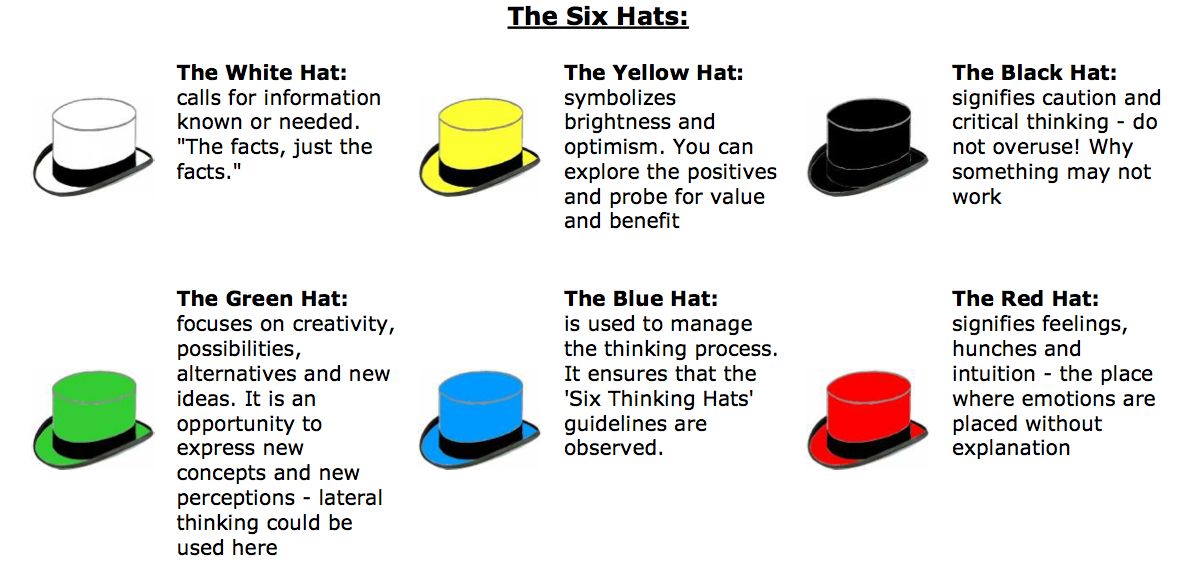 The Six Hats:
The White Hat:
calls for information
known or needed.
"The facts, just the
facts."
The Yellow Hat:
symbolizes
brightness and
optimism. You can
explore the positives
and probe for value
and benefit
The Black Hat:
signifies caution and
critical thinking - do
not overuse! Why
something may not
work
The Green Hat:
focuses on creativity,
possibilities,
alternatives and new
ideas. It is an
opportunity to
express new
concepts and new
perceptions - lateral
thinking could be
used here
The Blue Hat:
is used to manage
the thinking process.
It ensures that the
'Six Thinking Hats'
guidelines are
observed.
The Red Hat:
signifies feelings,
hunches and
intuition - the place
where emotions are
placed without
explanation